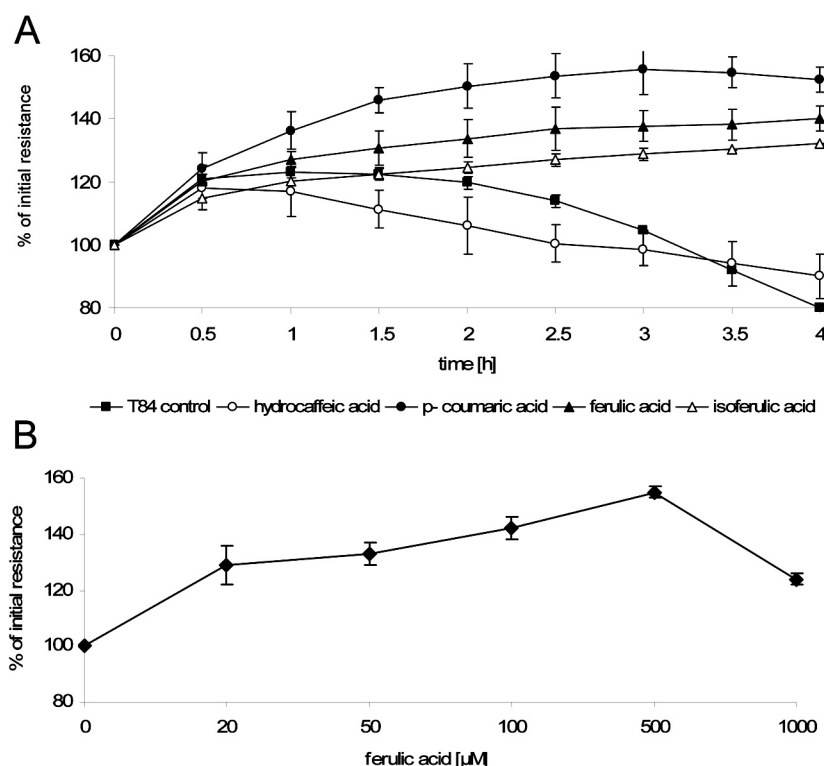 A
% of initial resistance
160
140
120
100
80
0 0.5 1 1.5 2 2.5 3 3.5 4
time [h]
T84 control hydrocaffeic acid p- coumaric acid ferulic acid isoferulic acid
B
% of initial resistance
160
140
120
100
80
0 20 50 100 500 1000
ferulic acid [µM]